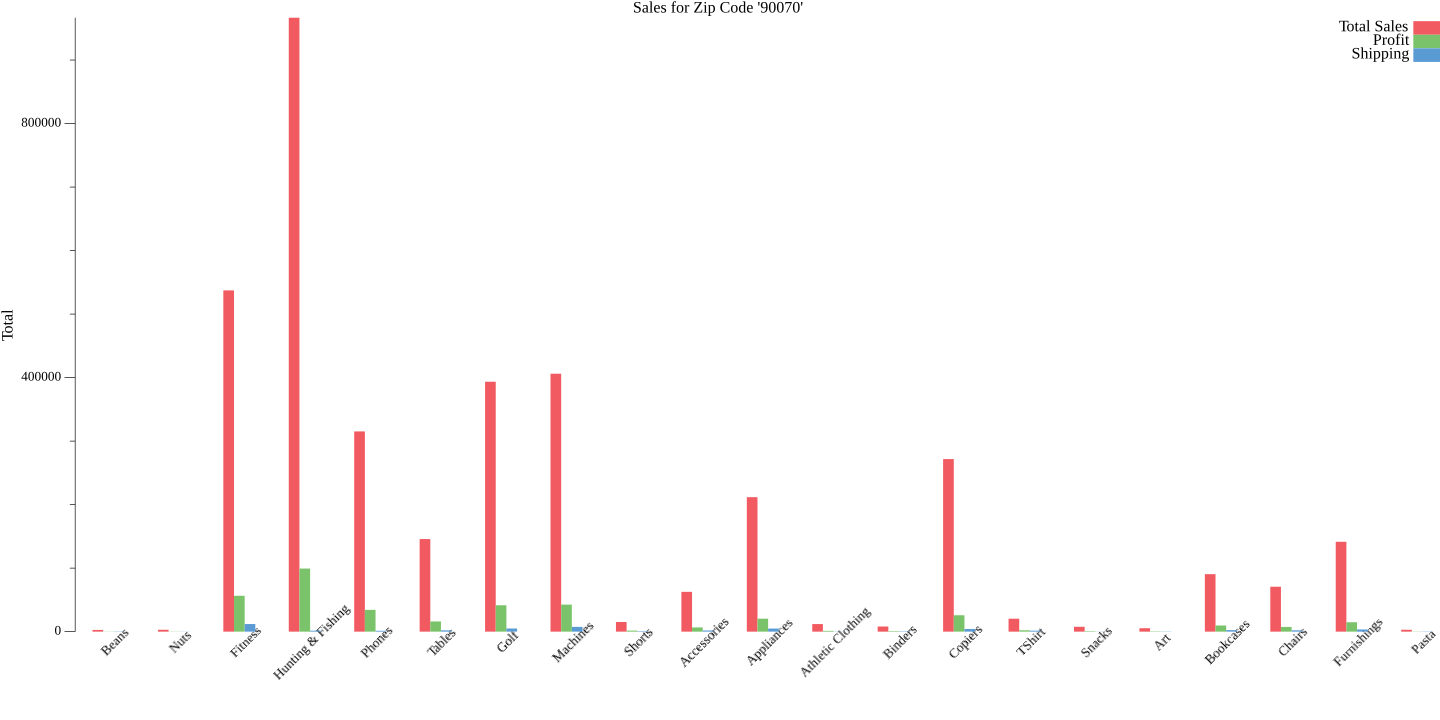 Sales for Zip Code '90070'
Total Sales
Profit
Shipping
Total
800000
400000
0
Beans
Nuts
Fitness
Hunting & Fishing
Phones
Tables
Golf
Machines
Shorts
Accessories
Appliances
Athletic Clothing
Binders
Copiers
TShirt
Snacks
Art
Bookcases
Chairs
Furnishings
Pasta